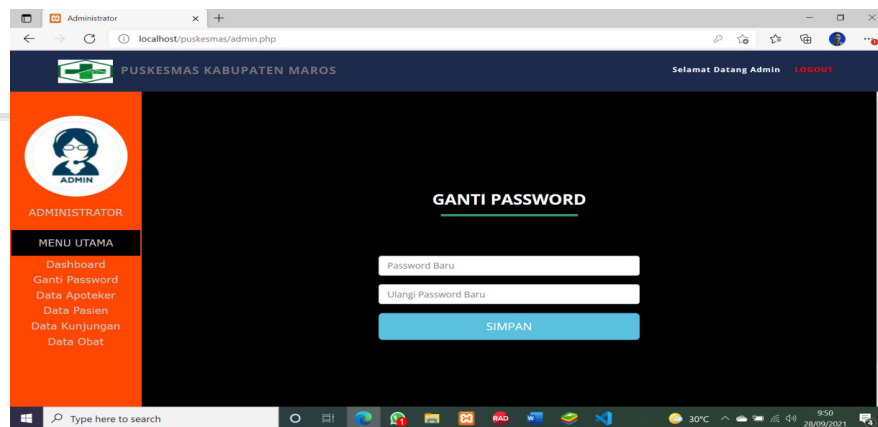 Administrator
localhost/puskesmas/admin.php
PUSKESMAS KABUPATEN MAROS
Selamat Datang Admin LOGOUT
ADMIN
ADMINISTRATOR
MENU UTAMA
Dashboard
Ganti Password
Data Apoteker
Data Pasien
Data Kunjungan
Data Obat
GANTI PASSWORD
Password Baru
Ulangi Password Baru
SIMPAN
Type here to search
RAD
30°C
9:50
28/09/2021